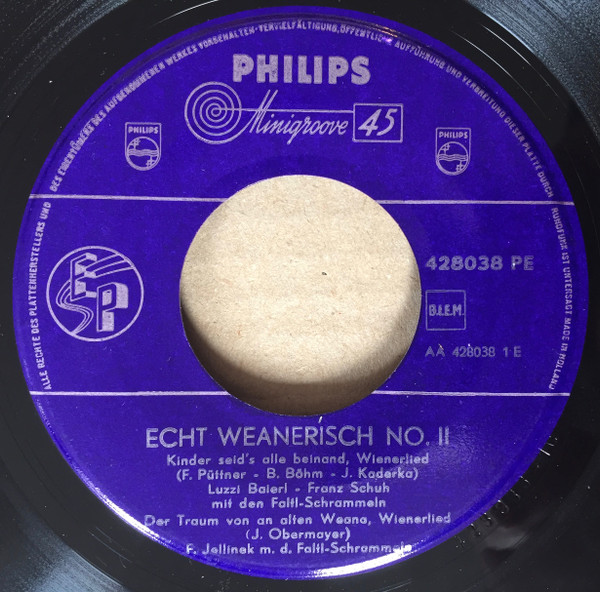 ALLE RECHTE DES PLATTENHERSTELLERS UND DES EIGENTÜMERS DES AUFGENOMMENEN WERKES VORBEHALTEN·VERVIELFÄLTIGUNG,ÖFFENTLICHE AUFFÜHRUNG UND VERBREITUNG DIESER PLATTE DURCH RUNDFUNK IST UNTERSAGT MADE IN HOLLAND
PHILIPS
Minigroove 45
PHILIPS
PHILIPS
EP
428038 PE
B.I.E.M.
AA 428038 1 E
ECHT WEANERISCH NO. II
Kinder seid's alle beinand, Wienerlied
(F. Püttner - B. Böhm - J. Kaderka)
Luzzi Baierl - Franz Schuh
mit den Faltl-Schrammeln
Der Traum von an alten Weana, Wienerlied
(J. Obermayer)
F. Jellinek m. d. Faltl-Schrammeln